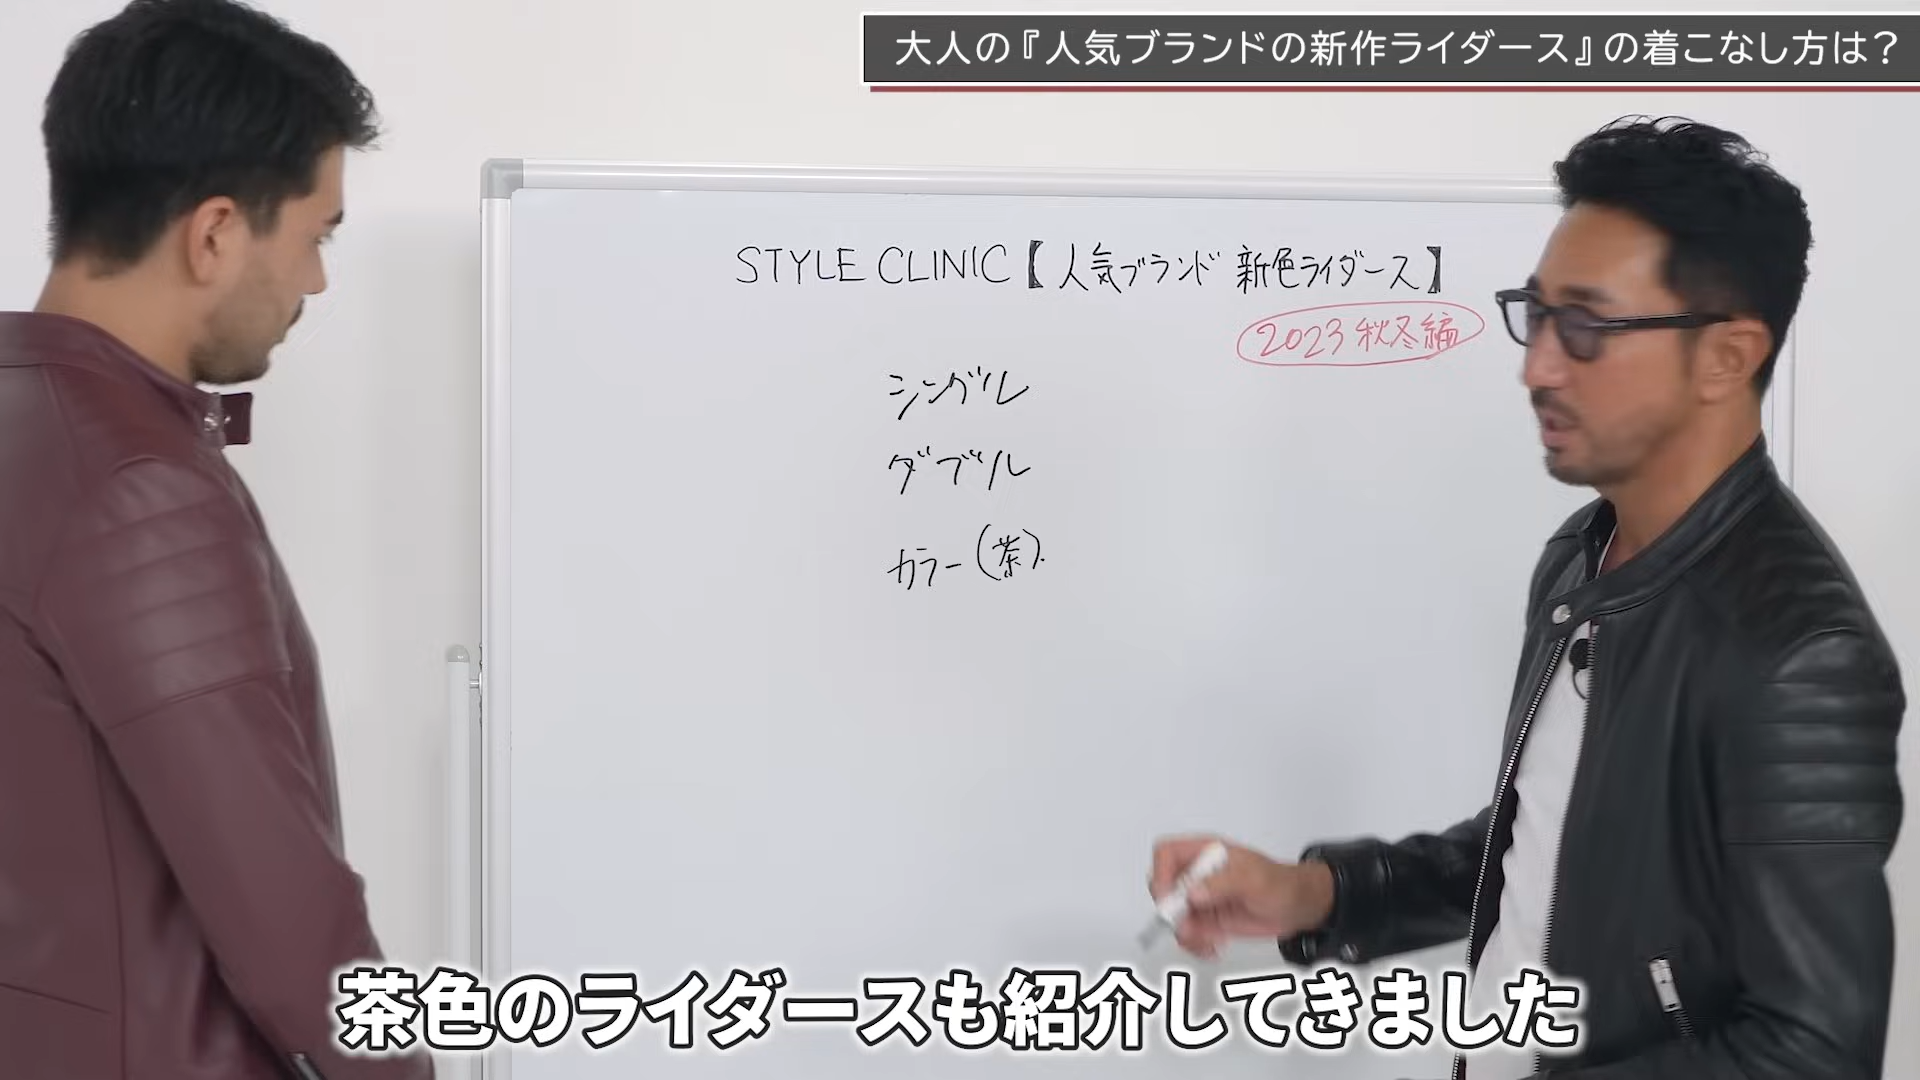 大人の『人気ブランドの新作ライダース』の着こなし方は？
STYLE CLINIC【人気ブランド 新色ライダース】
2023 秋冬編
シングル
ダブル
カラー(茶).
茶色のライダースも紹介してきました